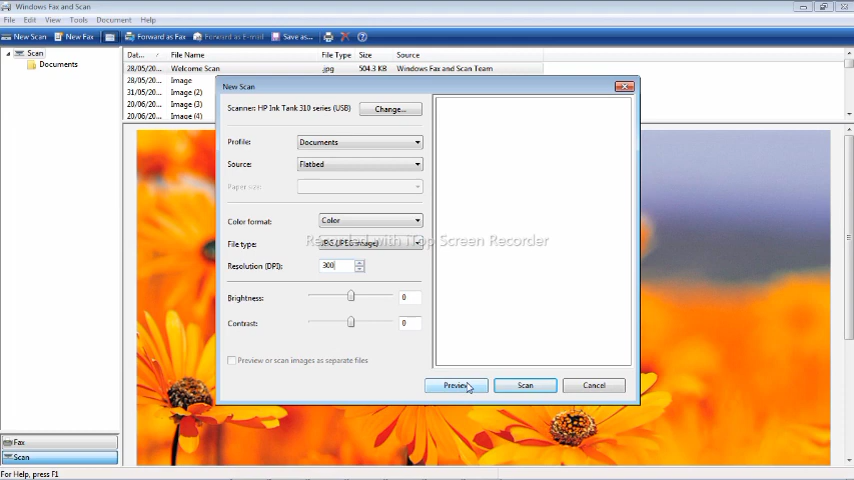 Windows Fax and Scan
File Edit View Tools Document Help
New Scan New Fax Forward as Fax Forward as E-mail Save as...
Scan
Documents
Dat... File Name File Type Size Source
28/05/20... Welcome Scan .jpg 504.3 KB Windows Fax and Scan Team
28/05/20... Image
31/05/20... Image (2)
20/06/20... Image (3)
20/06/20... Image (4)
New Scan
Scanner: HP Ink Tank 310 series (USB) Change...
Profile: Documents
Source: Flatbed
Paper size:
Color format: Color
File type: JPG (JPEG Image)
Recorded with iTop Screen Recorder
Resolution (DPI): 300
Brightness: 0
Contrast: 0
Preview or scan images as separate files
Preview Scan Cancel
Fax
Scan
For Help, press F1